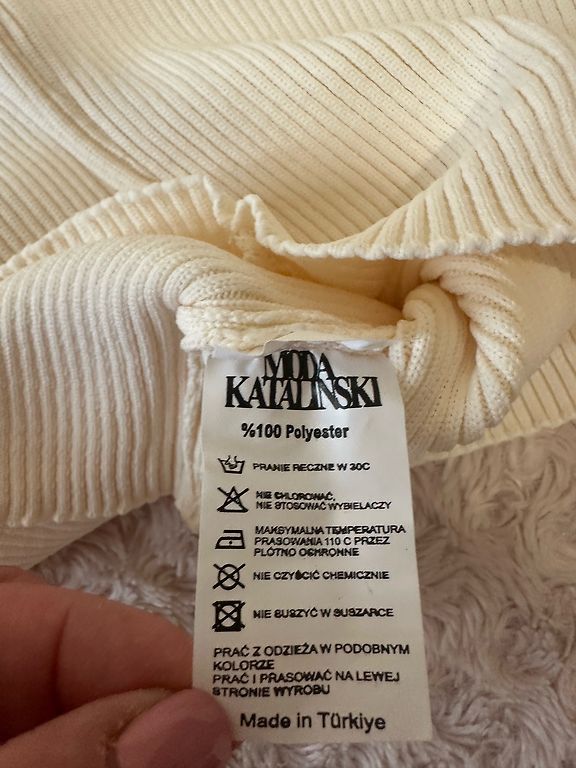 MODA
KATALINSKI
%100 Polyester
PRANIE RĘCZNE W 30C
NIE CHLOROWAĆ,
NIE STOSOWAĆ WYBIELACZY
MAKSYMALNA TEMPERATURA
PRASOWANIA 110 C PRZEZ
PŁÓTNO OCHRONNE
NIE CZYŚCIĆ CHEMICZNIE
NIE SUSZYĆ W SUSZARCE
PRAĆ Z ODZIEŻA W PODOBNYM
KOLORZE
PRAĆ I PRASOWAĆ NA LEWEJ
STRONIE WYROBU
Made in Türkiye